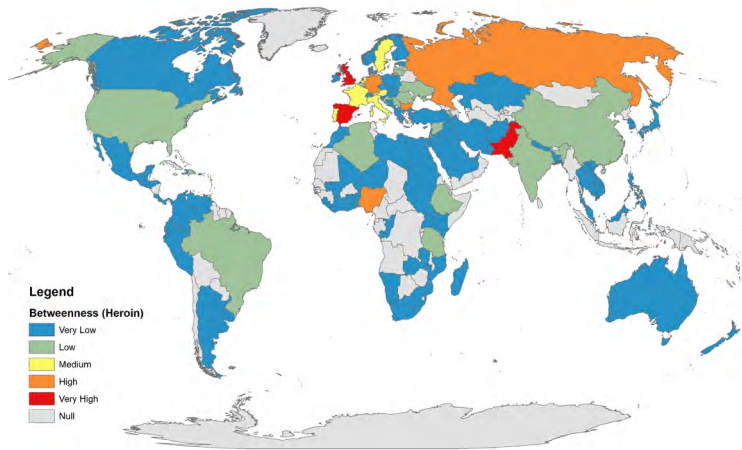 Legend
Betweenness (Heroin)
Very Low
Low
Medium
High
Very High
Null